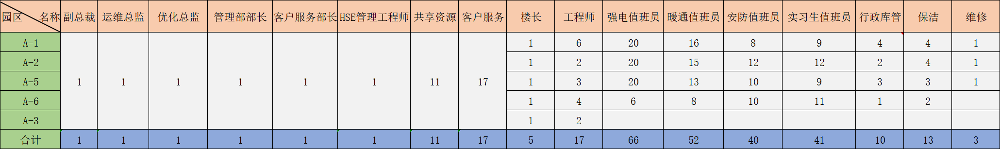 园区 名称 副总裁 运维总监 优化总监 管理部部长 客户服务部长 HSE管理工程师 共享资源 客户服务 楼长 工程师 强电值班员 暖通值班员 安防值班员 实习生值班员 行政库管 保洁 维修
A-1 1 6 20 16 8 9 4 4 1
A-2 1 2 20 15 12 12 2 4 1
A-5 1 1 1 1 1 1 11 17 1 3 20 13 10 9 3 3 1
A-6 1 4 6 8 10 11 1 2
A-3 1 2
合计 1 1 1 1 1 1 11 17 5 17 66 52 40 41 10 13 3